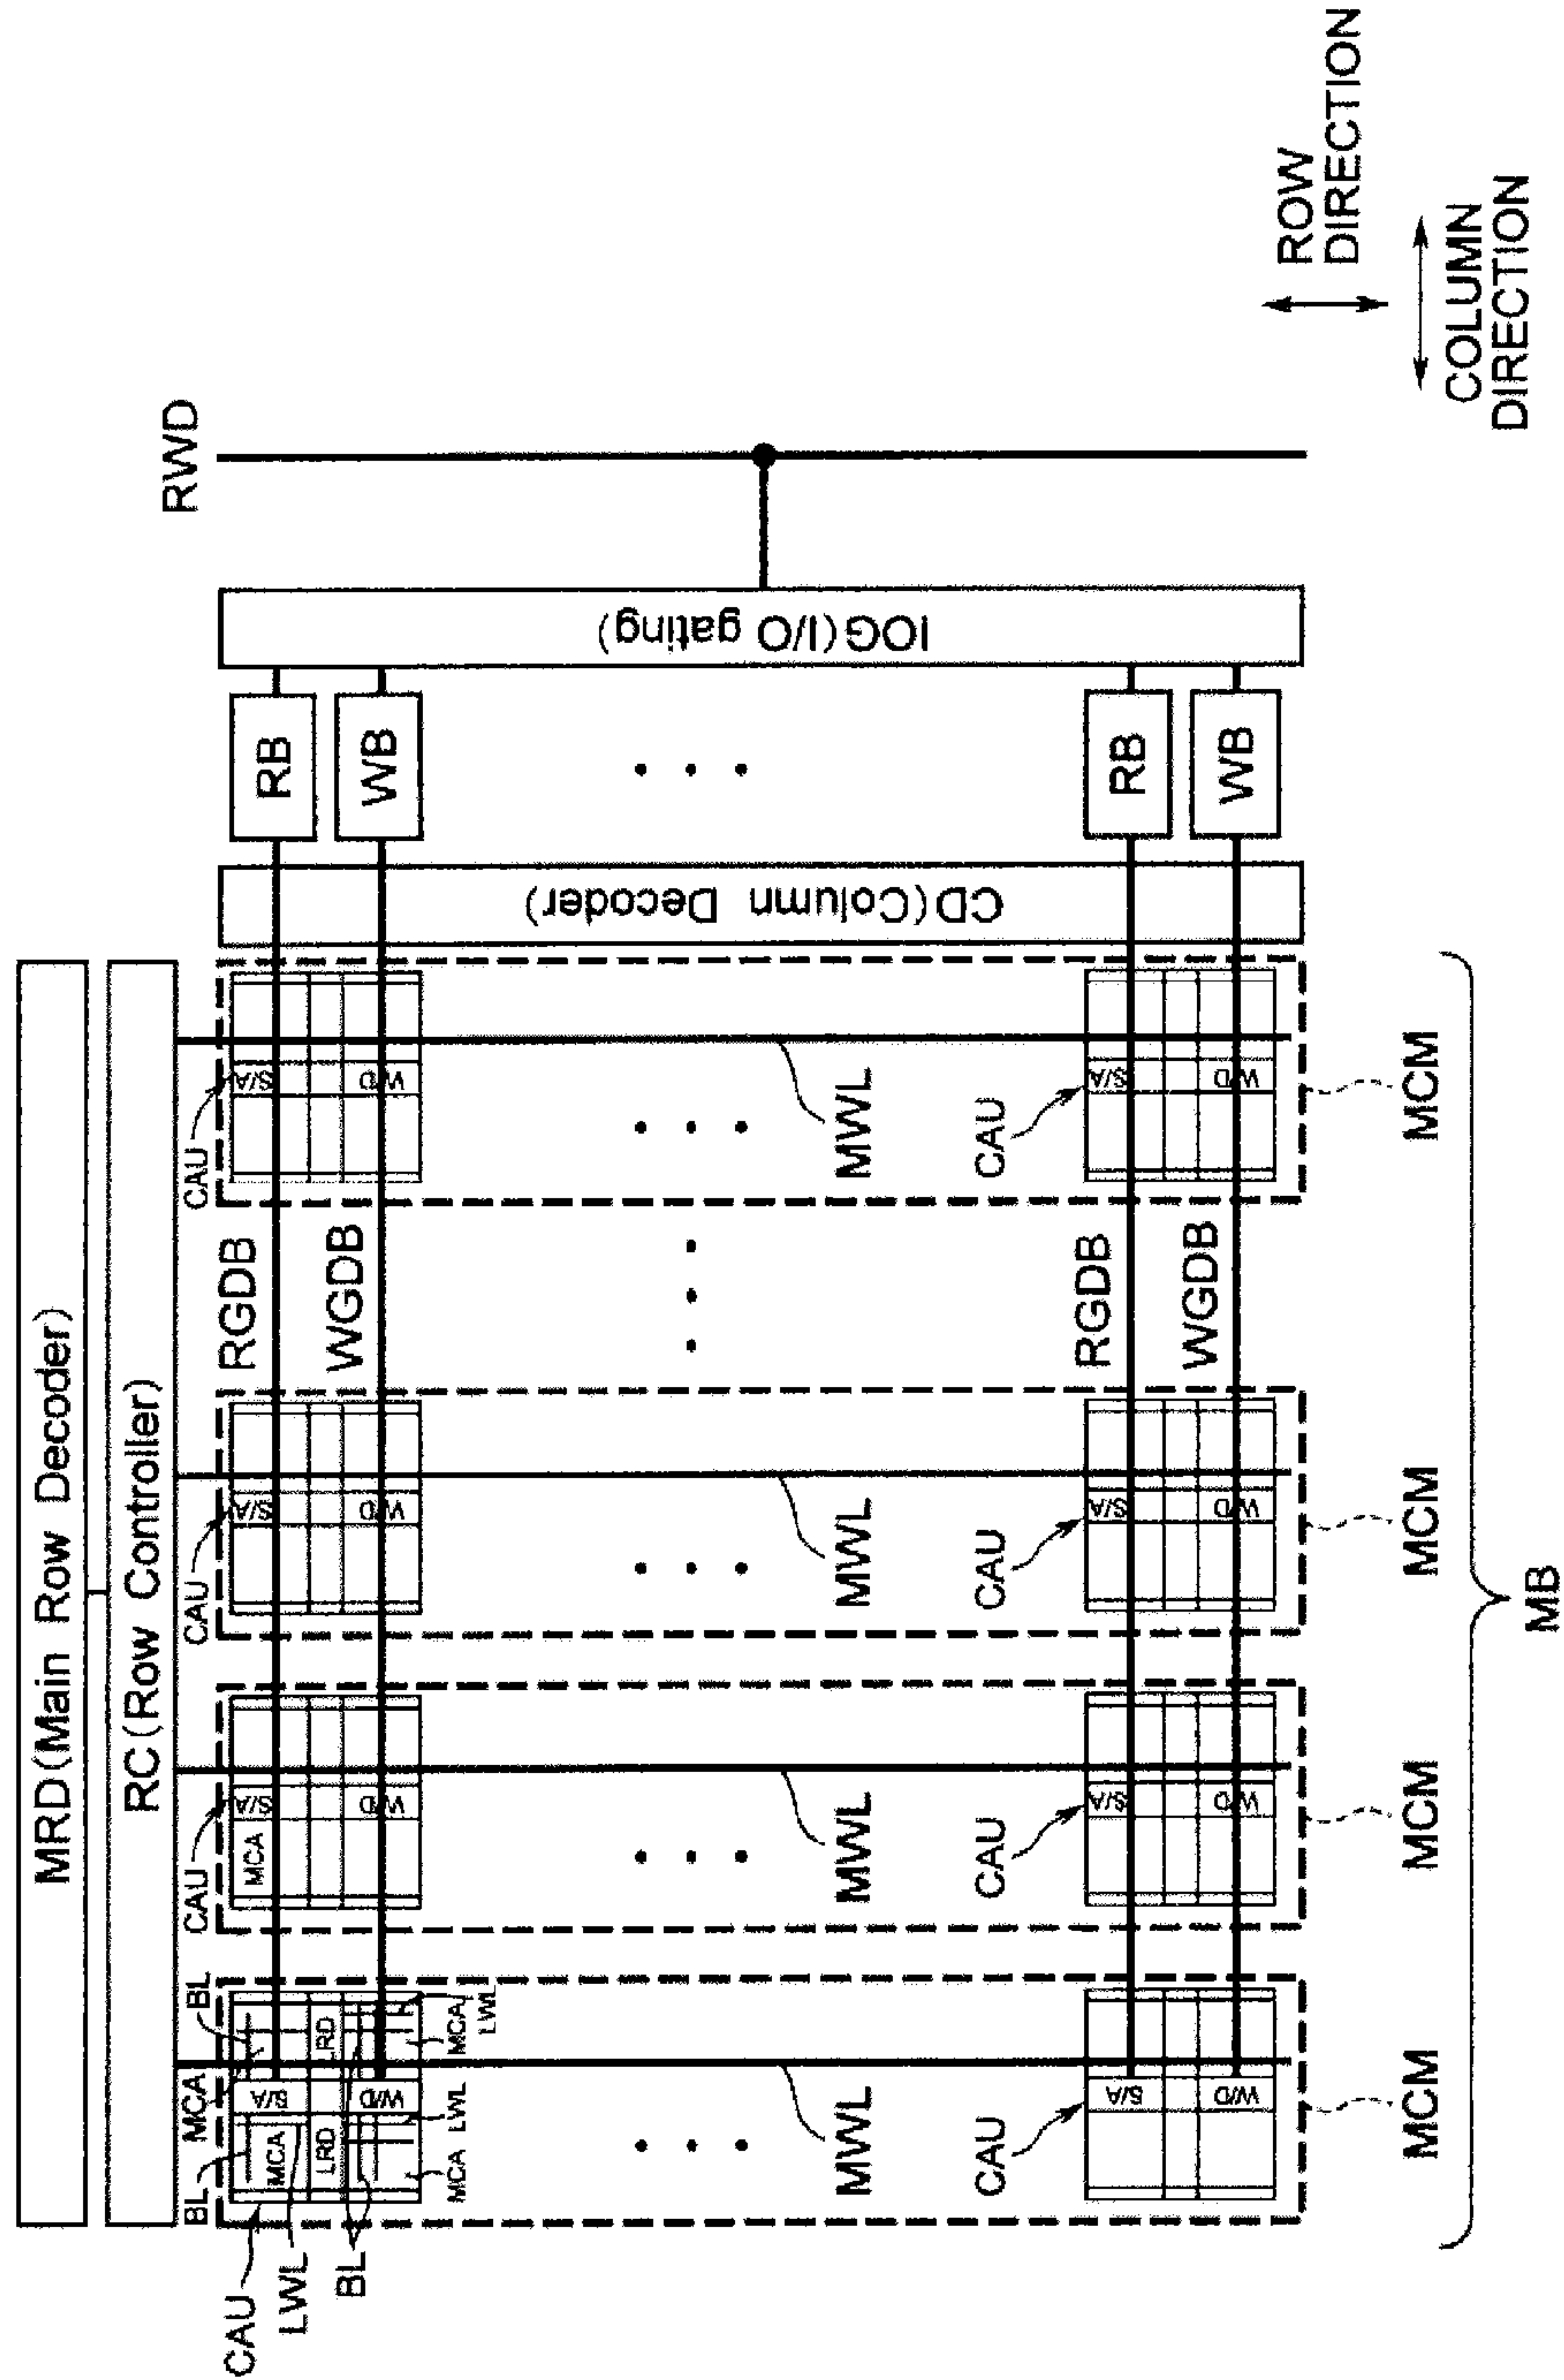 MRD(Main Row Decoder)
RC(Row Controller)
RWD
CAU
LWL
BL
BL
MCA
BL
CAU
CAU
CAU
MCA
S/A
LRD
LRD
W/D
MCA
LWL
MCA
LWL
MCA
S/A
W/D
S/A
W/D
S/A
W/D
RGDB
WGDB
RB
WB
CD(Column Decoder)
IOG(I/O gating)
MWL
MWL
MWL
MWL
CAU
CAU
CAU
CAU
S/A
W/D
S/A
W/D
S/A
W/D
S/A
W/D
RGDB
WGDB
RB
WB
MCM
MCM
MCM
MCM
MB
ROW
DIRECTION
COLUMN
DIRECTION